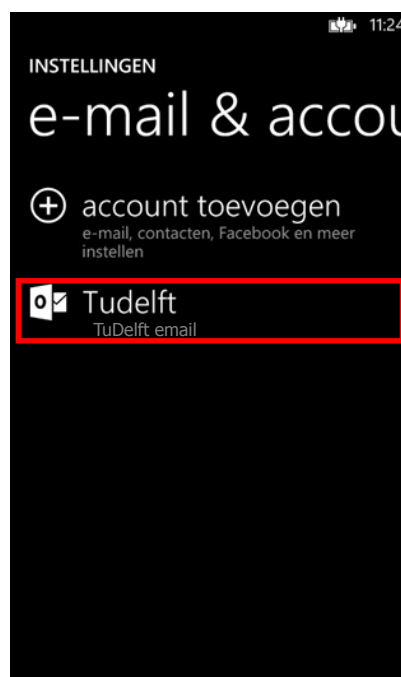 11:24
INSTELLINGEN
e-mail & accou
account toevoegen
e-mail, contacten, Facebook en meer
instellen
Tudelft
TuDelft email